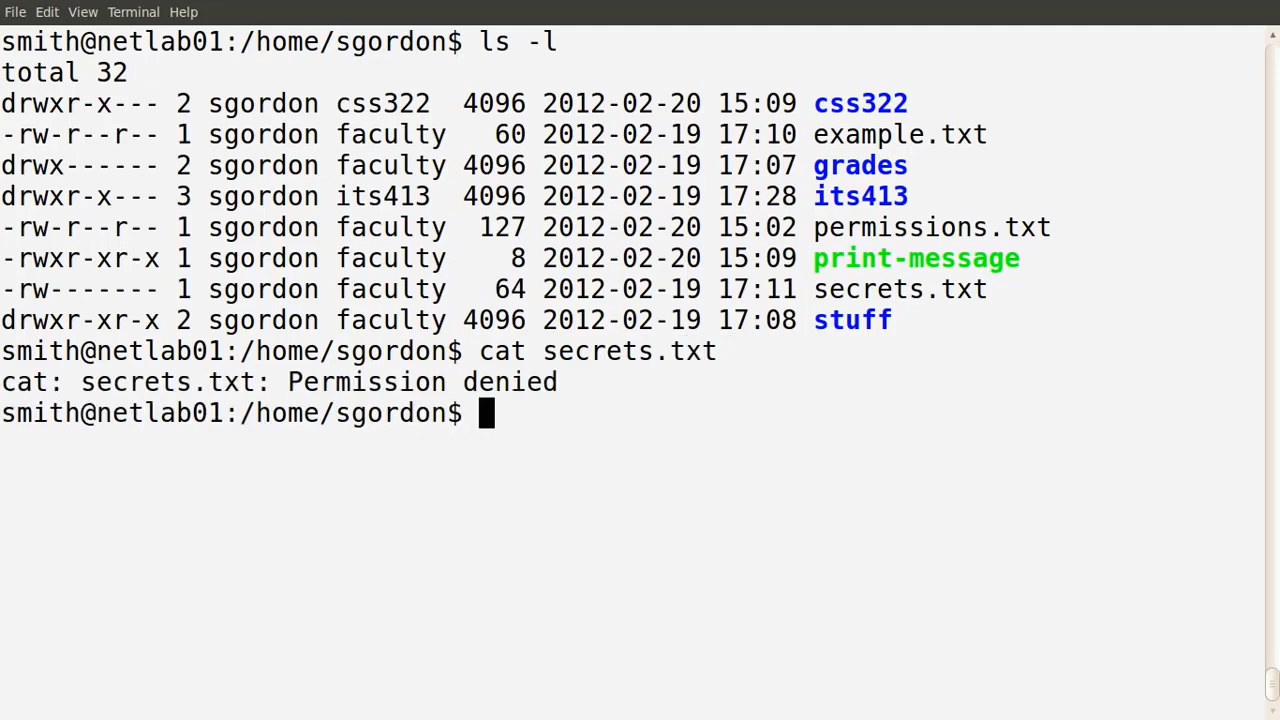 File Edit View Terminal Help
smith@netlab01:/home/sgordon$ ls -l
total 32
drwxr-x--- 2 sgordon css322  4096 2012-02-20 15:09 css322
-rw-r--r-- 1 sgordon faculty   60 2012-02-19 17:10 example.txt
drwx------ 2 sgordon faculty 4096 2012-02-19 17:07 grades
drwxr-x--- 3 sgordon its413  4096 2012-02-19 17:28 its413
-rw-r--r-- 1 sgordon faculty  127 2012-02-20 15:02 permissions.txt
-rwxr-xr-x 1 sgordon faculty    8 2012-02-20 15:09 print-message
-rw------- 1 sgordon faculty   64 2012-02-19 17:11 secrets.txt
drwxr-xr-x 2 sgordon faculty 4096 2012-02-19 17:08 stuff
smith@netlab01:/home/sgordon$ cat secrets.txt
cat: secrets.txt: Permission denied
smith@netlab01:/home/sgordon$